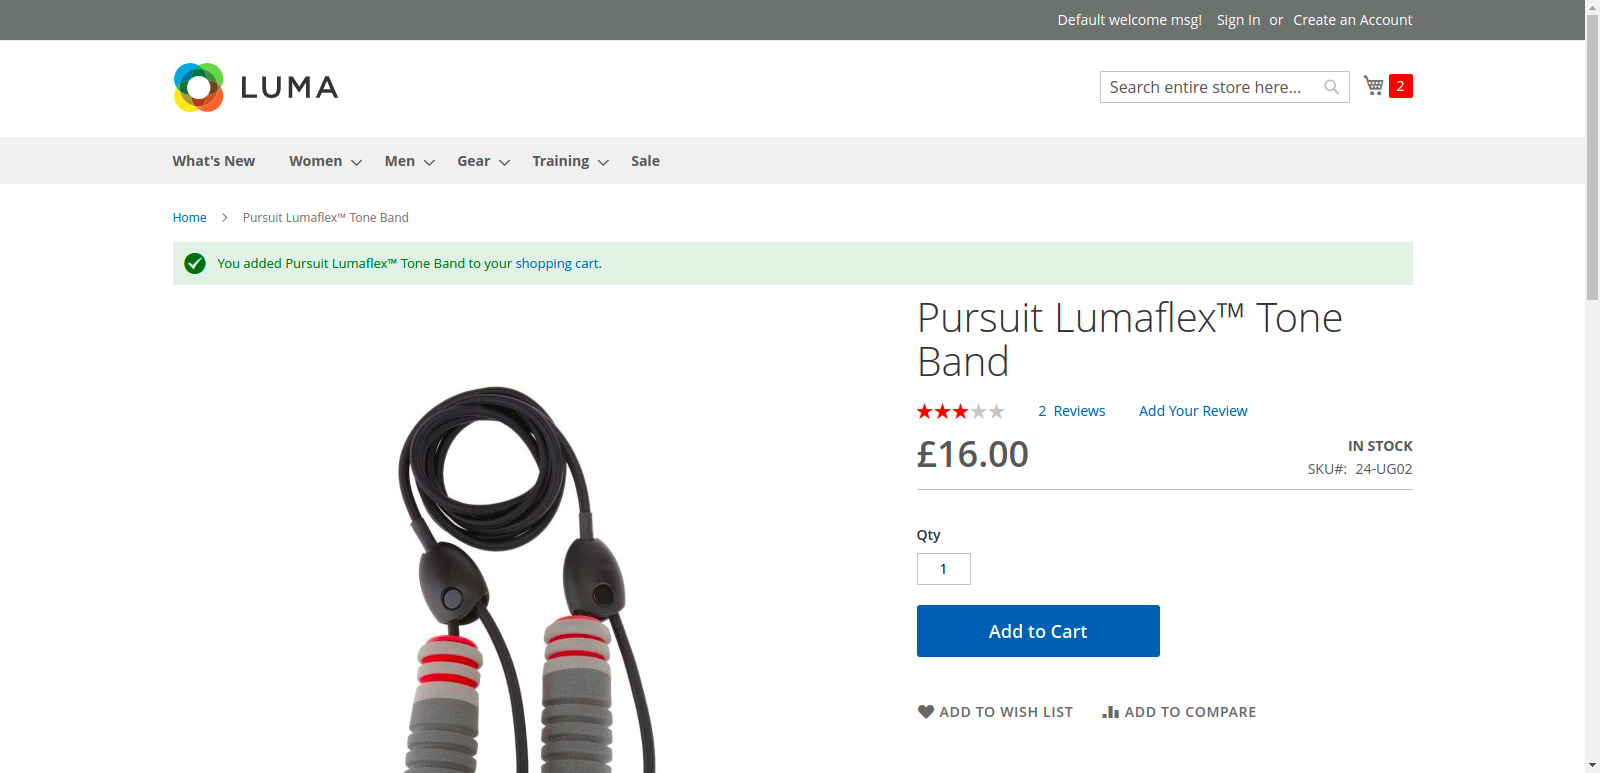 Default welcome msg! Sign In or Create an Account
LUMA
Search entire store here...
2
What's New Women Men Gear Training Sale
Home Pursuit Lumaflex™ Tone Band
You added Pursuit Lumaflex™ Tone Band to your shopping cart.
Pursuit Lumaflex™ Tone
Band
2 Reviews Add Your Review
£16.00
IN STOCK
SKU#: 24-UG02
Qty
1
Add to Cart
ADD TO WISH LIST ADD TO COMPARE